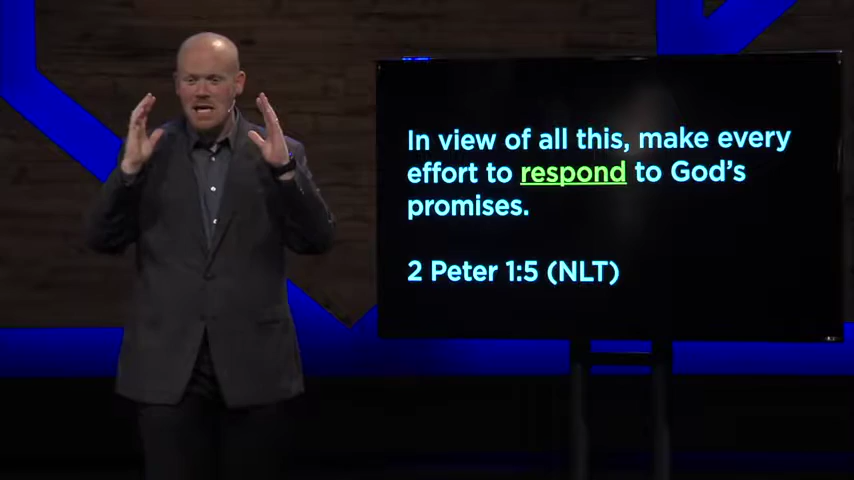 In view of all this, make every
effort to respond to God's
promises.
2 Peter 1:5 (NLT)